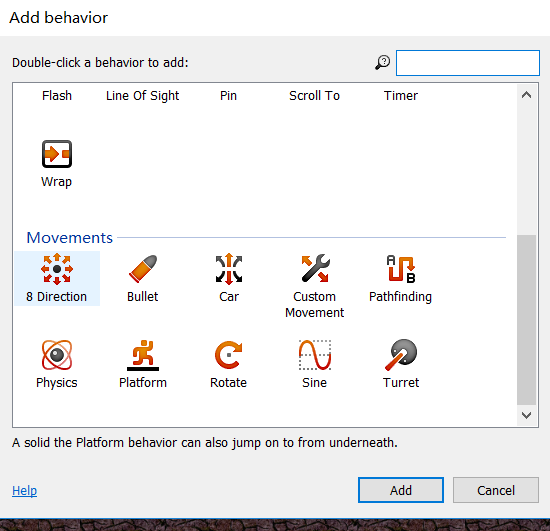 Add behavior
Double-click a behavior to add:
Flash Line Of Sight Pin Scroll To Timer
Wrap
Movements
A B
8 Direction Bullet Car Custom Movement Pathfinding
Physics Platform Rotate Sine Turret
A solid the Platform behavior can also jump on to from underneath.
Help Add Cancel